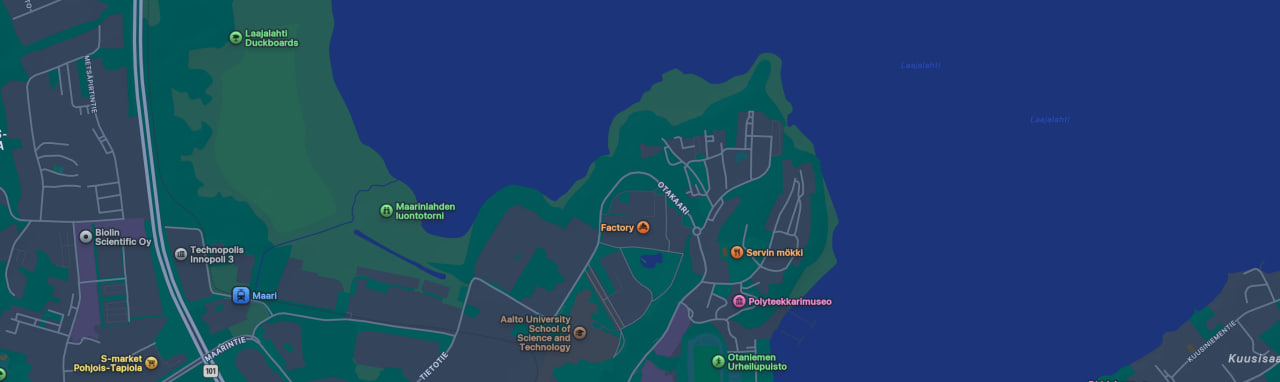 Laajalahti
Duckboards
METSÄPIRTINTIE
Laajalahti
Laajalahti
OTAKAARI
Maarinlahden
luontotorni
Factory
Biolin
Scientific Oy
Technopolis
Innopoli 3
Servin mökki
Maari
Polyteekkarimuseo
Aalto University
School of
Science and
Technology
KUUSINIEMENTIE
MAARINTIE
S-market
Pohjois-Tapiola
TIETOTIE
101
Otaniemen
Urheilupuisto
Kuusisaa